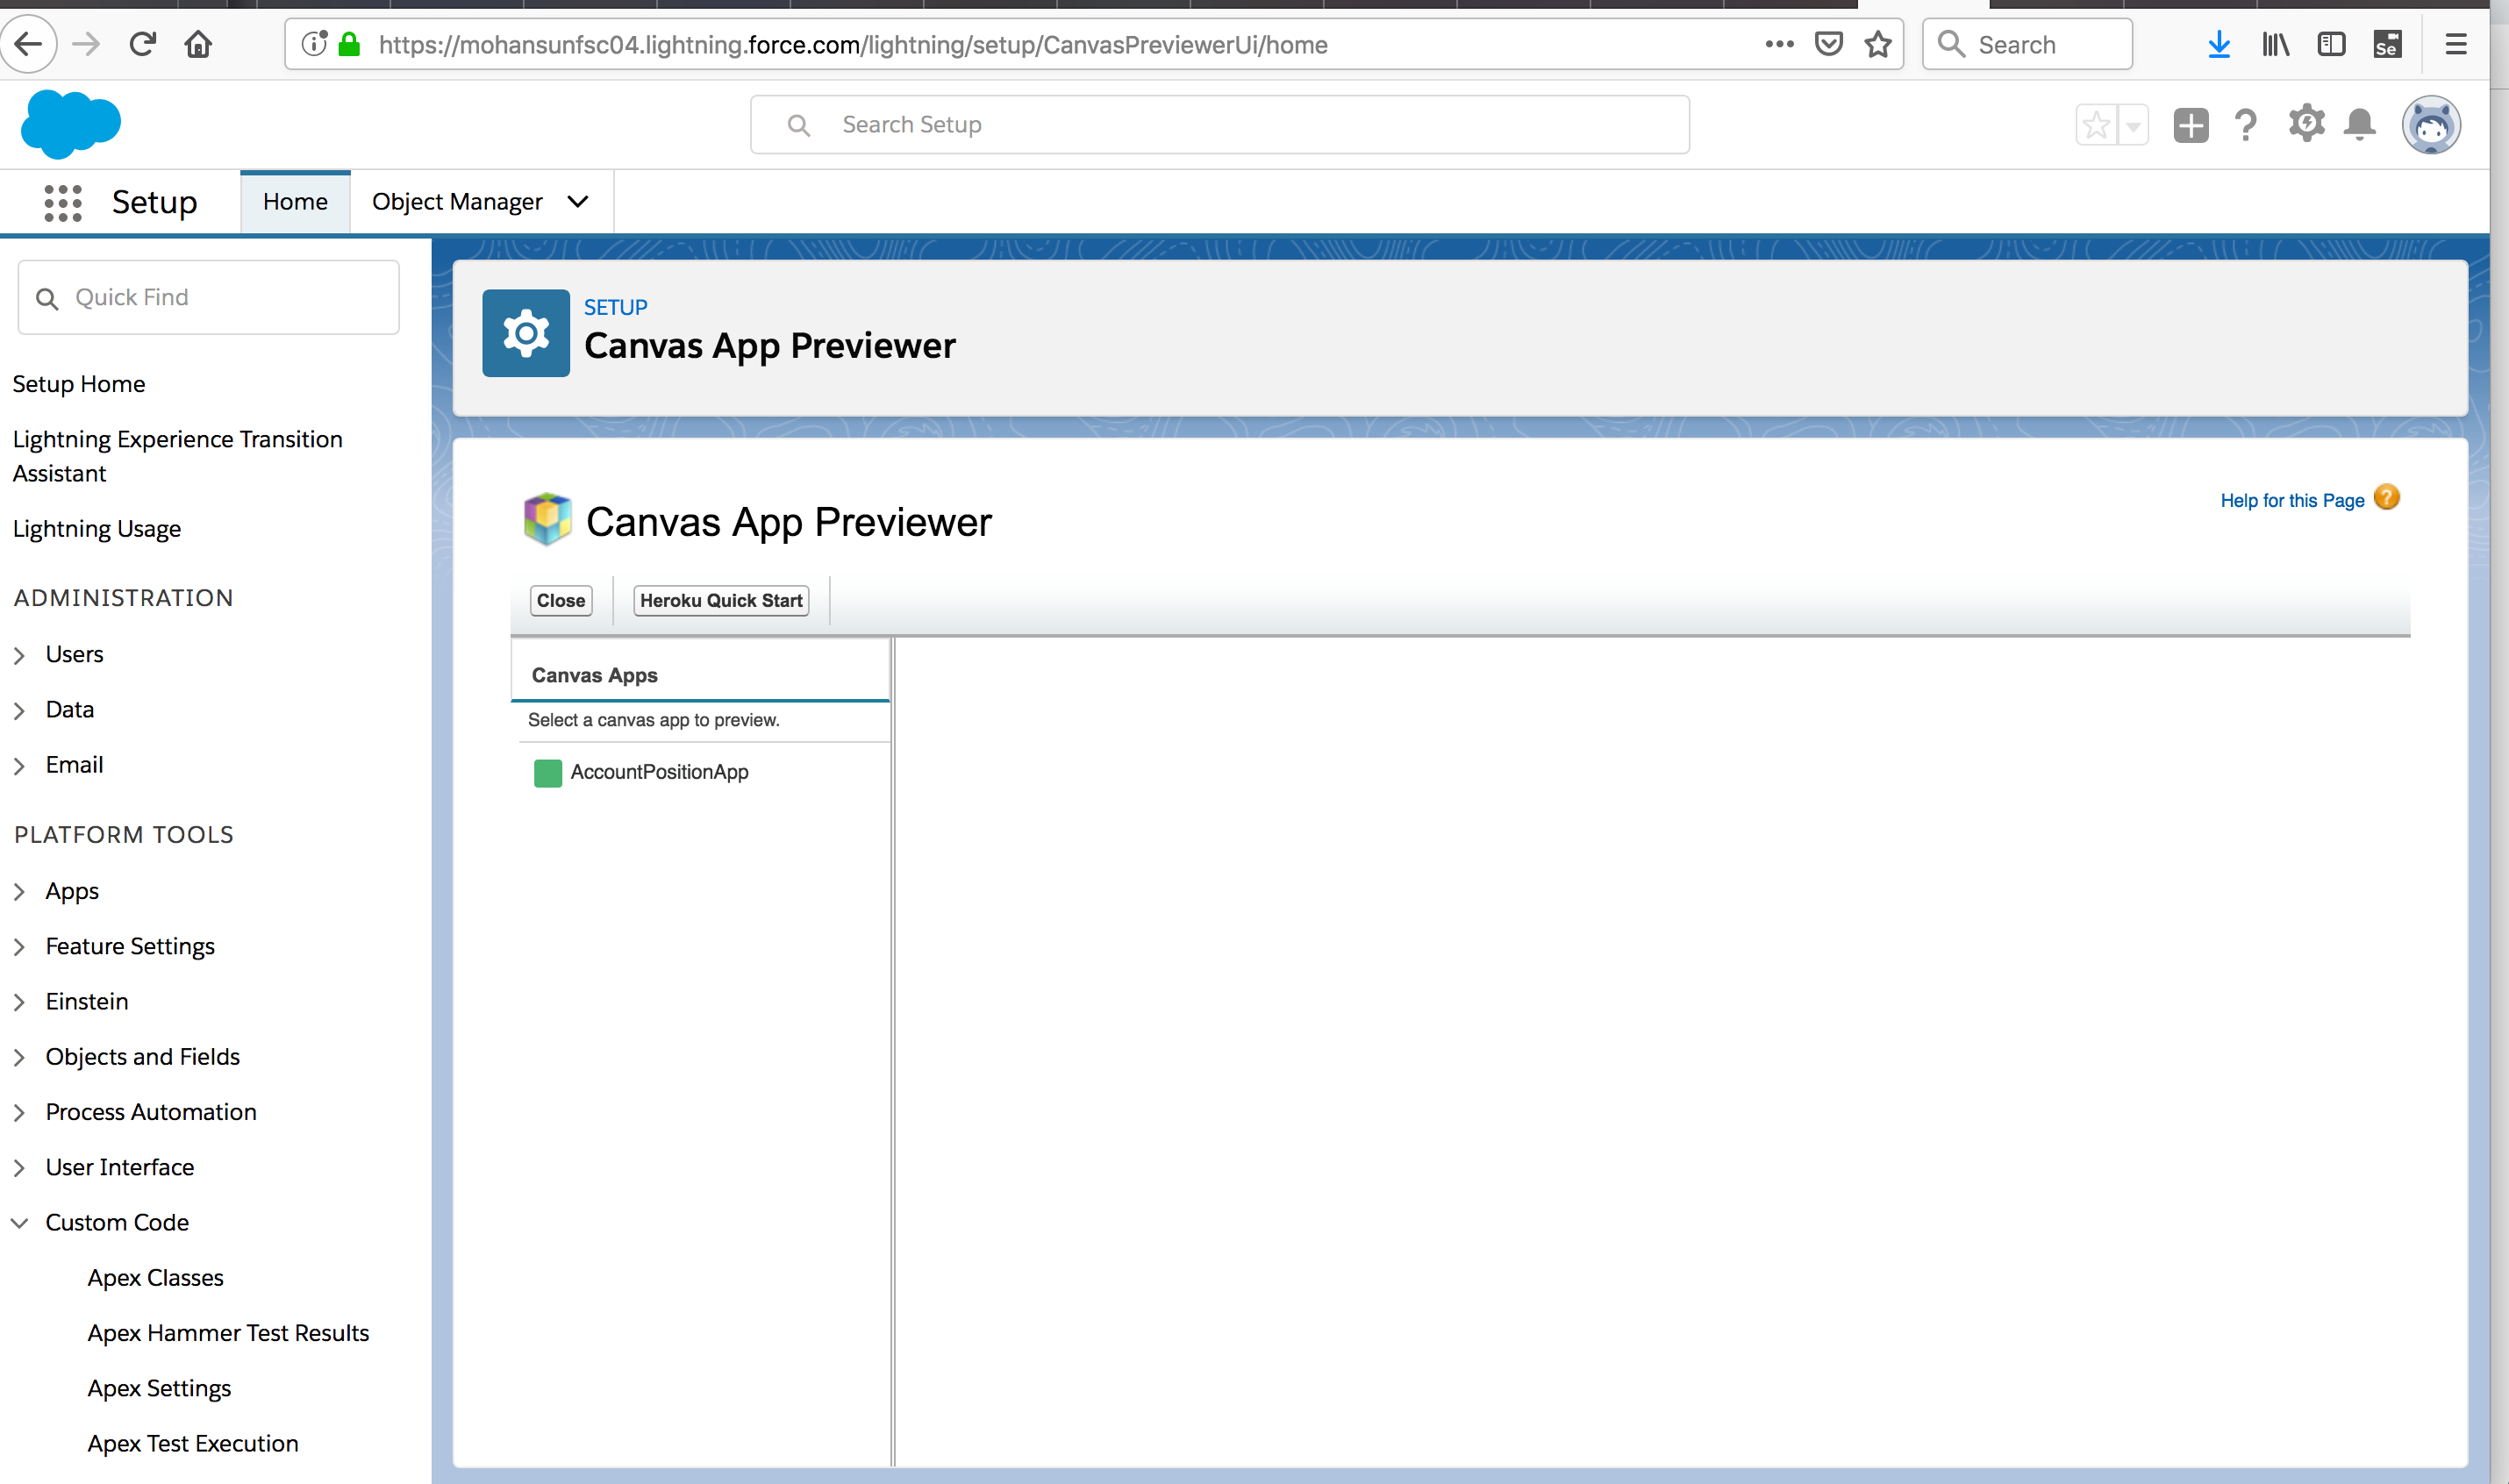 https://mohansunfsc04.lightning.force.com/lightning/setup/CanvasPreviewerUi/home
Search
Se
Search Setup
Setup
Home
Object Manager
Quick Find
Setup Home
Lightning Experience Transition
Assistant
Lightning Usage
ADMINISTRATION
Users
Data
Email
PLATFORM TOOLS
Apps
Feature Settings
Einstein
Objects and Fields
Process Automation
User Interface
Custom Code
Apex Classes
Apex Hammer Test Results
Apex Settings
Apex Test Execution
SETUP
Canvas App Previewer
Canvas App Previewer
Help for this Page
Close
Heroku Quick Start
Canvas Apps
Select a canvas app to preview.
AccountPositionApp